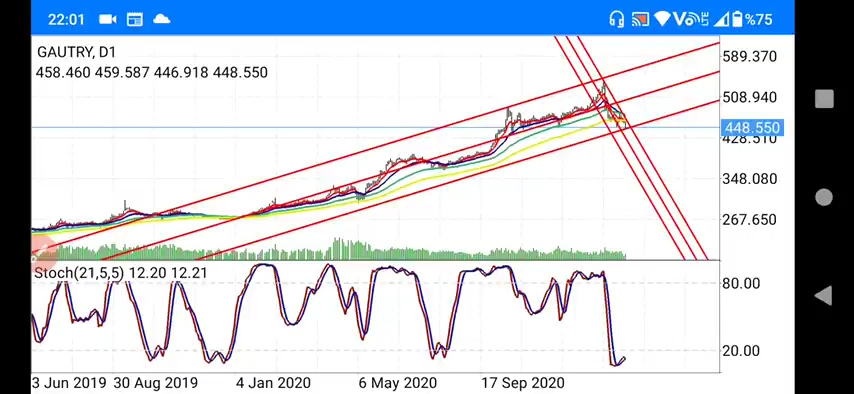 22:01
%75
GAUTRY, D1
458.460 459.587 446.918 448.550
589.370
508.940
448.550
428.510
348.080
267.650
Stoch(21,5,5) 12.20 12.21
80.00
20.00
3 Jun 2019 30 Aug 2019 4 Jan 2020 6 May 2020 17 Sep 2020